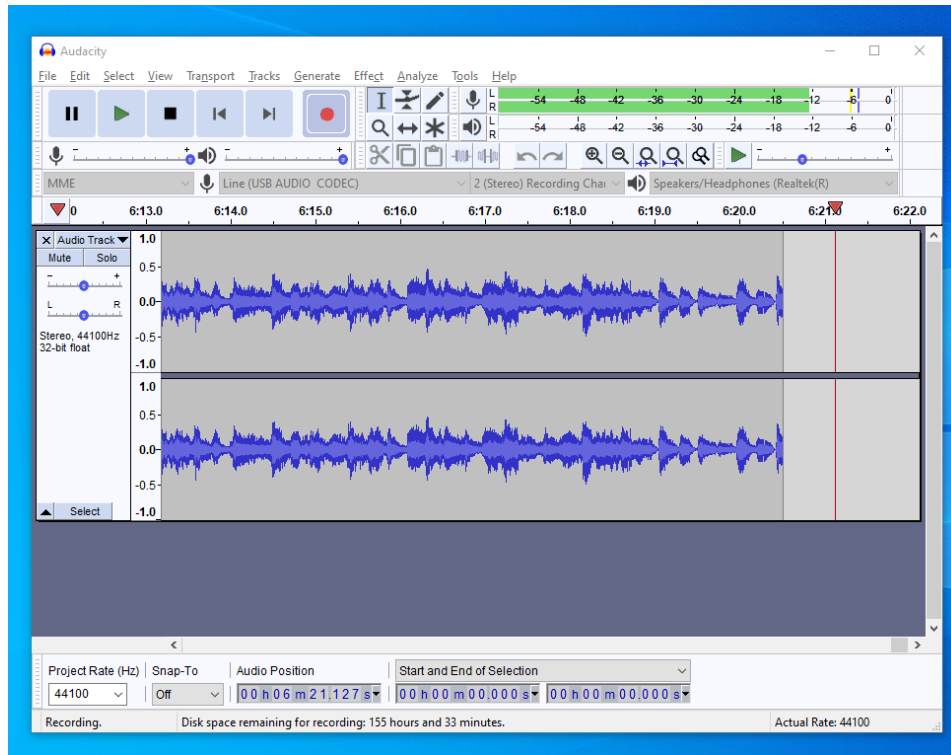 Audacity
File Edit Select View Transport Tracks Generate Effect Analyze Tools Help
L
R
-54 -48 -42 -36 -30 -24 -18 -12 -6 0
L
R
-54 -48 -42 -36 -30 -24 -18 -12 -6 0
MME Line (USB AUDIO CODEC) 2 (Stereo) Recording Chai Speakers/Headphones (Realtek(R)
0 6:13.0 6:14.0 6:15.0 6:16.0 6:17.0 6:18.0 6:19.0 6:20.0 6:21.0 6:22.0
Audio Track
Mute Solo
- +
L R
Stereo, 44100Hz
32-bit float
1.0
0.5-
0.0-
-0.5-
-1.0
1.0
0.5-
0.0-
-0.5-
-1.0
Select
Project Rate (Hz) Snap-To Audio Position Start and End of Selection
44100 Off 00 h 06 m 21.127 s 00 h 00 m 00.000 s 00 h 00 m 00.000 s
Recording. Disk space remaining for recording: 155 hours and 33 minutes. Actual Rate: 44100